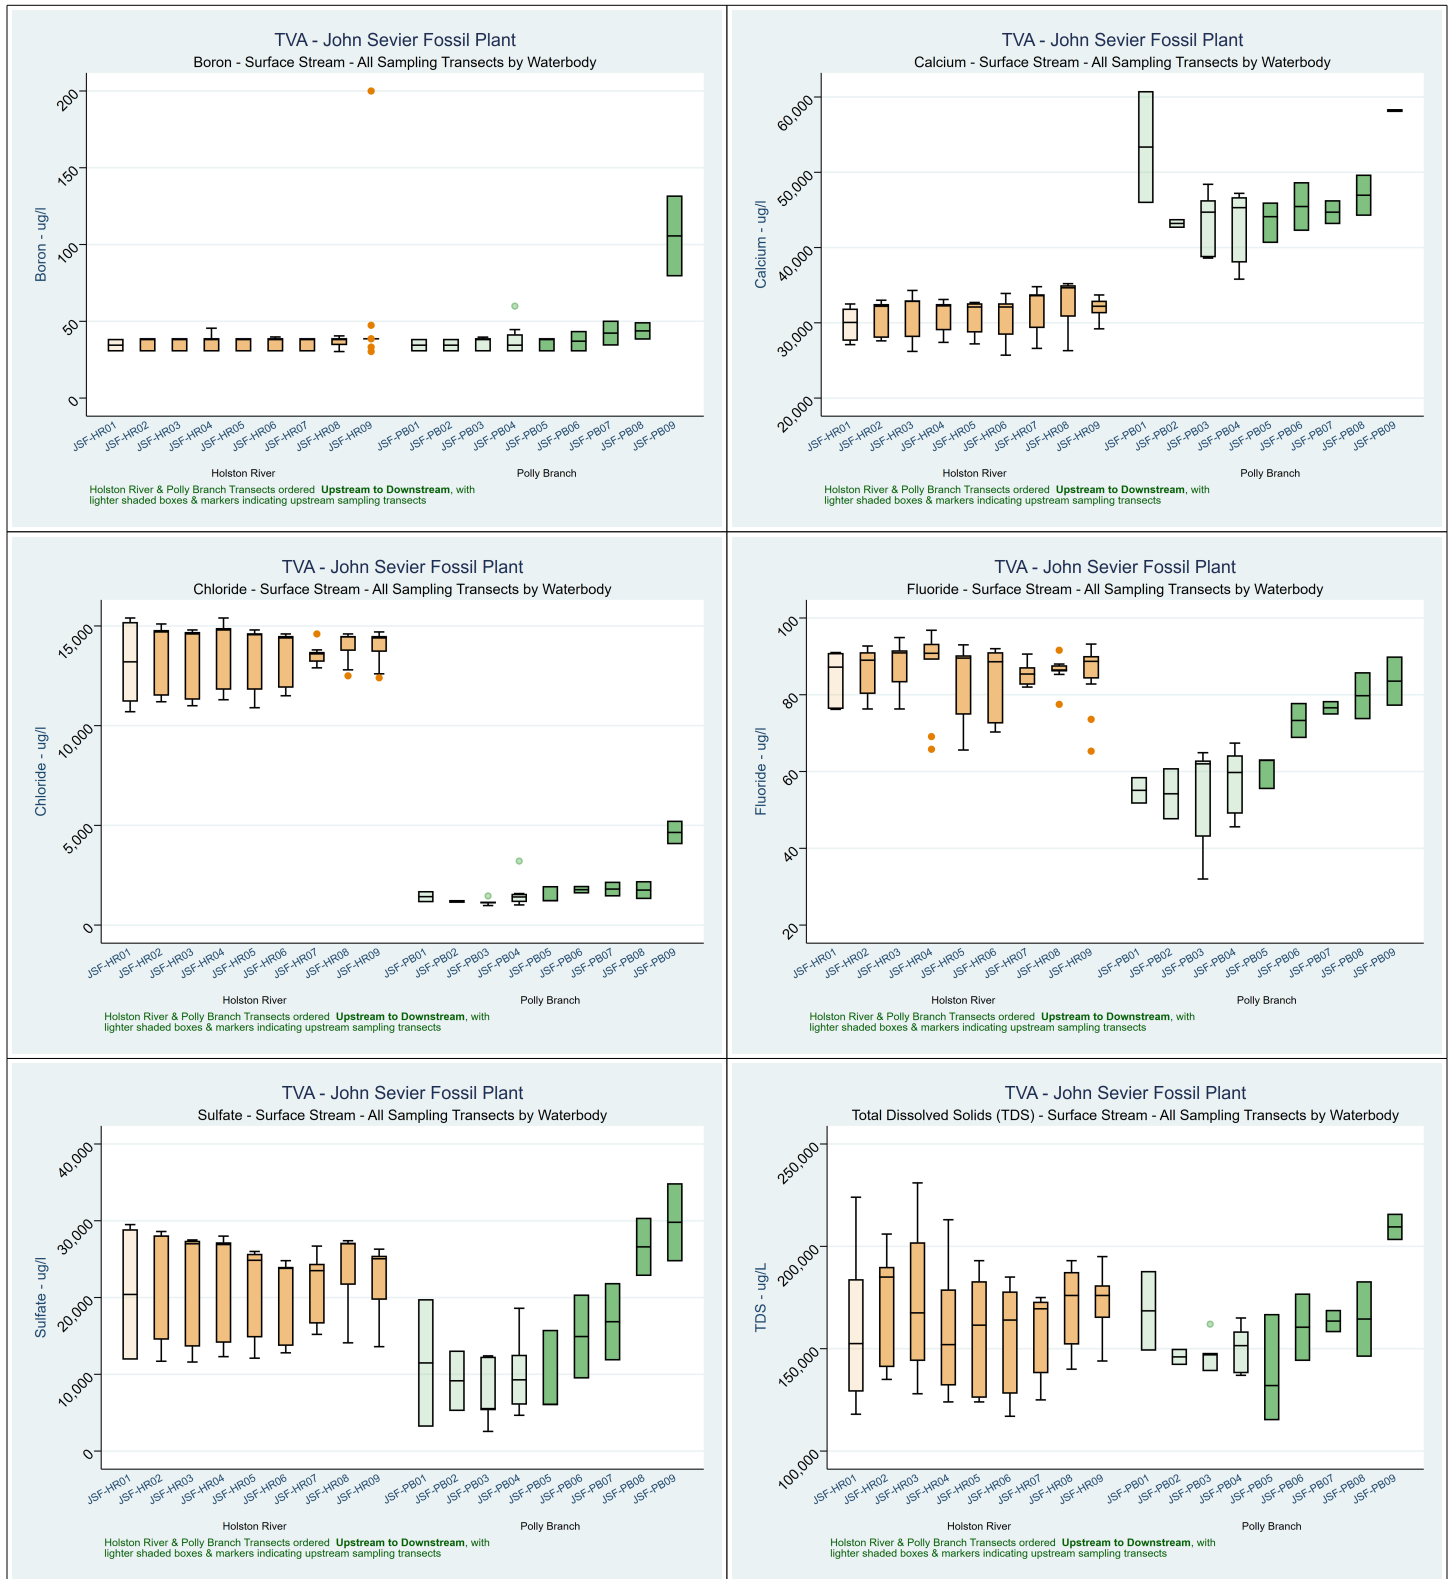 TVA - John Sevier Fossil Plant
Boron - Surface Stream - All Sampling Transects by Waterbody
Boron - ug/l
200
150
100
50
0
JSF-HR01 JSF-HR02 JSF-HR03 JSF-HR04 JSF-HR05 JSF-HR06 JSF-HR07 JSF-HR08 JSF-HR09 JSF-PB01 JSF-PB02 JSF-PB03 JSF-PB04 JSF-PB05 JSF-PB06 JSF-PB07 JSF-PB08 JSF-PB09
Holston River Polly Branch
Holston River & Polly Branch Transects ordered Upstream to Downstream, with
lighter shaded boxes & markers indicating upstream sampling transects
TVA - John Sevier Fossil Plant
Calcium - Surface Stream - All Sampling Transects by Waterbody
Calcium - ug/l
60,000
50,000
40,000
30,000
20,000
JSF-HR01 JSF-HR02 JSF-HR03 JSF-HR04 JSF-HR05 JSF-HR06 JSF-HR07 JSF-HR08 JSF-HR09 JSF-PB01 JSF-PB02 JSF-PB03 JSF-PB04 JSF-PB05 JSF-PB06 JSF-PB07 JSF-PB08 JSF-PB09
Holston River Polly Branch
Holston River & Polly Branch Transects ordered Upstream to Downstream, with
lighter shaded boxes & markers indicating upstream sampling transects
TVA - John Sevier Fossil Plant
Chloride - Surface Stream - All Sampling Transects by Waterbody
Chloride - ug/l
15,000
10,000
5,000
0
JSF-HR01 JSF-HR02 JSF-HR03 JSF-HR04 JSF-HR05 JSF-HR06 JSF-HR07 JSF-HR08 JSF-HR09 JSF-PB01 JSF-PB02 JSF-PB03 JSF-PB04 JSF-PB05 JSF-PB06 JSF-PB07 JSF-PB08 JSF-PB09
Holston River Polly Branch
Holston River & Polly Branch Transects ordered Upstream to Downstream, with
lighter shaded boxes & markers indicating upstream sampling transects
TVA - John Sevier Fossil Plant
Fluoride - Surface Stream - All Sampling Transects by Waterbody
Fluoride - ug/l
100
80
60
40
20
JSF-HR01 JSF-HR02 JSF-HR03 JSF-HR04 JSF-HR05 JSF-HR06 JSF-HR07 JSF-HR08 JSF-HR09 JSF-PB01 JSF-PB02 JSF-PB03 JSF-PB04 JSF-PB05 JSF-PB06 JSF-PB07 JSF-PB08 JSF-PB09
Holston River Polly Branch
Holston River & Polly Branch Transects ordered Upstream to Downstream, with
lighter shaded boxes & markers indicating upstream sampling transects
TVA - John Sevier Fossil Plant
Sulfate - Surface Stream - All Sampling Transects by Waterbody
Sulfate - ug/l
40,000
30,000
20,000
10,000
0
JSF-HR01 JSF-HR02 JSF-HR03 JSF-HR04 JSF-HR05 JSF-HR06 JSF-HR07 JSF-HR08 JSF-HR09 JSF-PB01 JSF-PB02 JSF-PB03 JSF-PB04 JSF-PB05 JSF-PB06 JSF-PB07 JSF-PB08 JSF-PB09
Holston River Polly Branch
Holston River & Polly Branch Transects ordered Upstream to Downstream, with
lighter shaded boxes & markers indicating upstream sampling transects
TVA - John Sevier Fossil Plant
Total Dissolved Solids (TDS) - Surface Stream - All Sampling Transects by Waterbody
TDS - ug/L
250,000
200,000
150,000
100,000
JSF-HR01 JSF-HR02 JSF-HR03 JSF-HR04 JSF-HR05 JSF-HR06 JSF-HR07 JSF-HR08 JSF-HR09 JSF-PB01 JSF-PB02 JSF-PB03 JSF-PB04 JSF-PB05 JSF-PB06 JSF-PB07 JSF-PB08 JSF-PB09
Holston River Polly Branch
Holston River & Polly Branch Transects ordered Upstream to Downstream, with
lighter shaded boxes & markers indicating upstream sampling transects